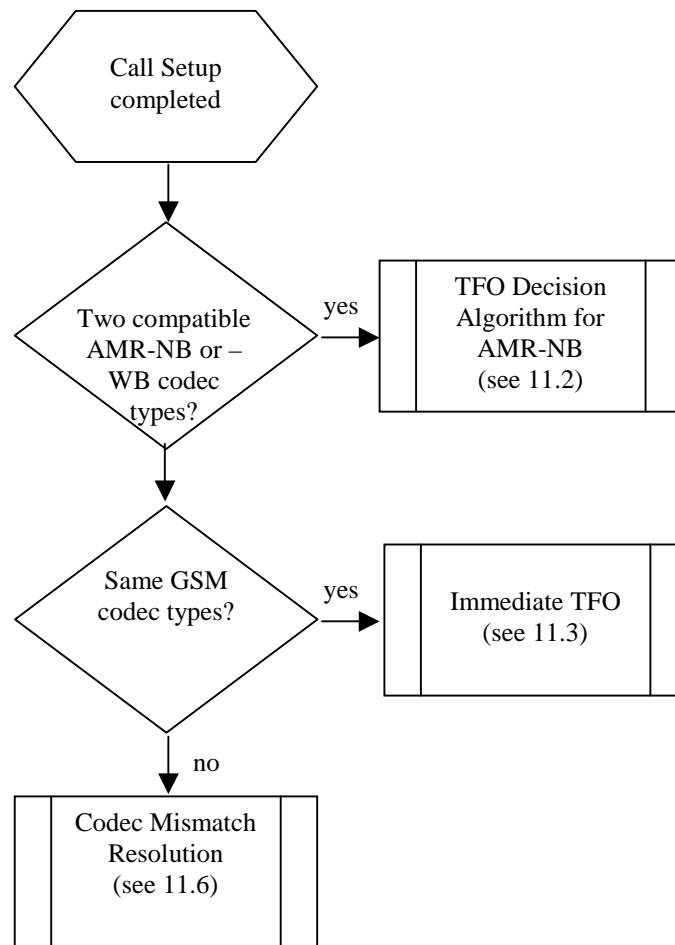 Call Setup
completed
Two compatible
AMR-NB or –
WB codec
types?
yes
TFO Decision
Algorithm for
AMR-NB
(see 11.2)
Same GSM
codec types?
yes
Immediate TFO
(see 11.3)
no
Codec Mismatch
Resolution
(see 11.6)